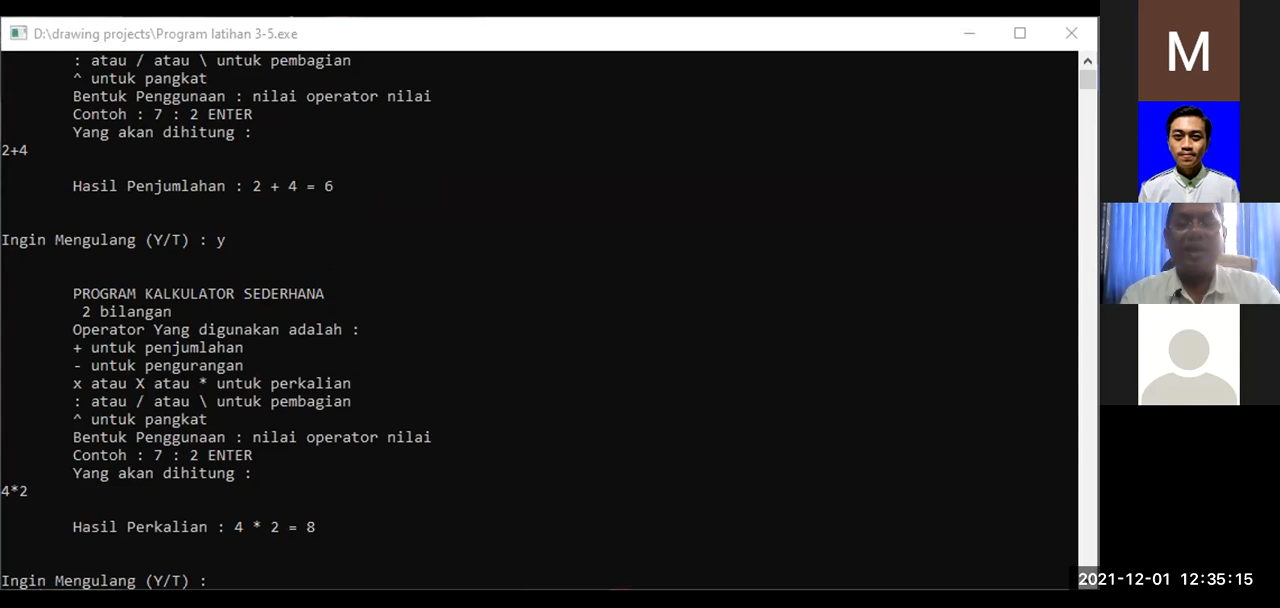 D:\drawing projects\Program latihan 3-5.exe
: atau / atau \ untuk pembagian
^ untuk pangkat
Bentuk Penggunaan : nilai operator nilai
Contoh : 7 : 2 ENTER
Yang akan dihitung :
2+4
Hasil Penjumlahan : 2 + 4 = 6
Ingin Mengulang (Y/T) : y
PROGRAM KALKULATOR SEDERHANA
2 bilangan
Operator Yang digunakan adalah :
+ untuk penjumlahan
- untuk pengurangan
x atau X atau * untuk perkalian
: atau / atau \ untuk pembagian
^ untuk pangkat
Bentuk Penggunaan : nilai operator nilai
Contoh : 7 : 2 ENTER
Yang akan dihitung :
4*2
Hasil Perkalian : 4 * 2 = 8
Ingin Mengulang (Y/T) :
M
2021-12-01 12:35:15